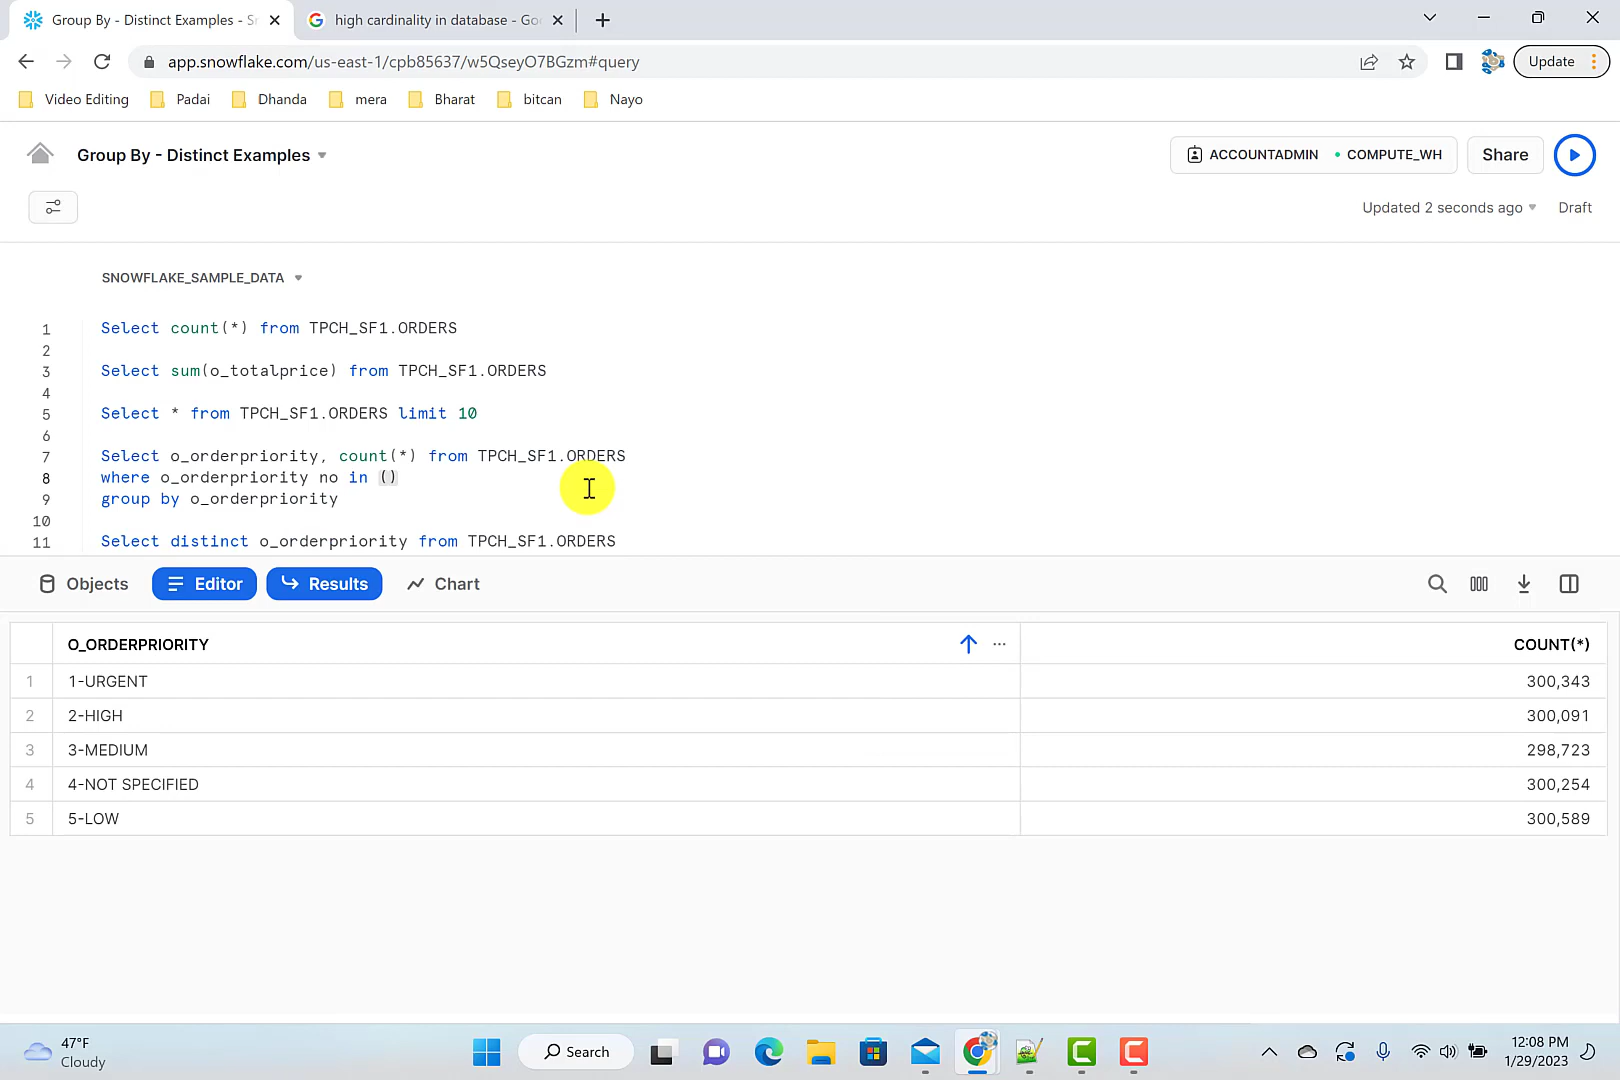 Group By - Distinct Examples - S
high cardinality in database - Goo
app.snowflake.com/us-east-1/cpb85637/w5QseyO7BGzm#query
Update
Video Editing
Padai
Dhanda
mera
Bharat
bitcan
Nayo
Group By - Distinct Examples
ACCOUNTADMIN
COMPUTE_WH
Share
Updated 2 seconds ago
Draft
SNOWFLAKE_SAMPLE_DATA
1 Select count(*) from TPCH_SF1.ORDERS
2
3 Select sum(o_totalprice) from TPCH_SF1.ORDERS
4
5 Select * from TPCH_SF1.ORDERS limit 10
6
7 Select o_orderpriority, count(*) from TPCH_SF1.ORDERS
8 where o_orderpriority no in ()
9 group by o_orderpriority
10
11 Select distinct o_orderpriority from TPCH_SF1.ORDERS
Objects
Editor
Results
Chart
O_ORDERPRIORITY
COUNT(*)
1 1-URGENT 300,343
2 2-HIGH 300,091
3 3-MEDIUM 298,723
4 4-NOT SPECIFIED 300,254
5 5-LOW 300,589
47°F
Cloudy
Search
12:08 PM
1/29/2023